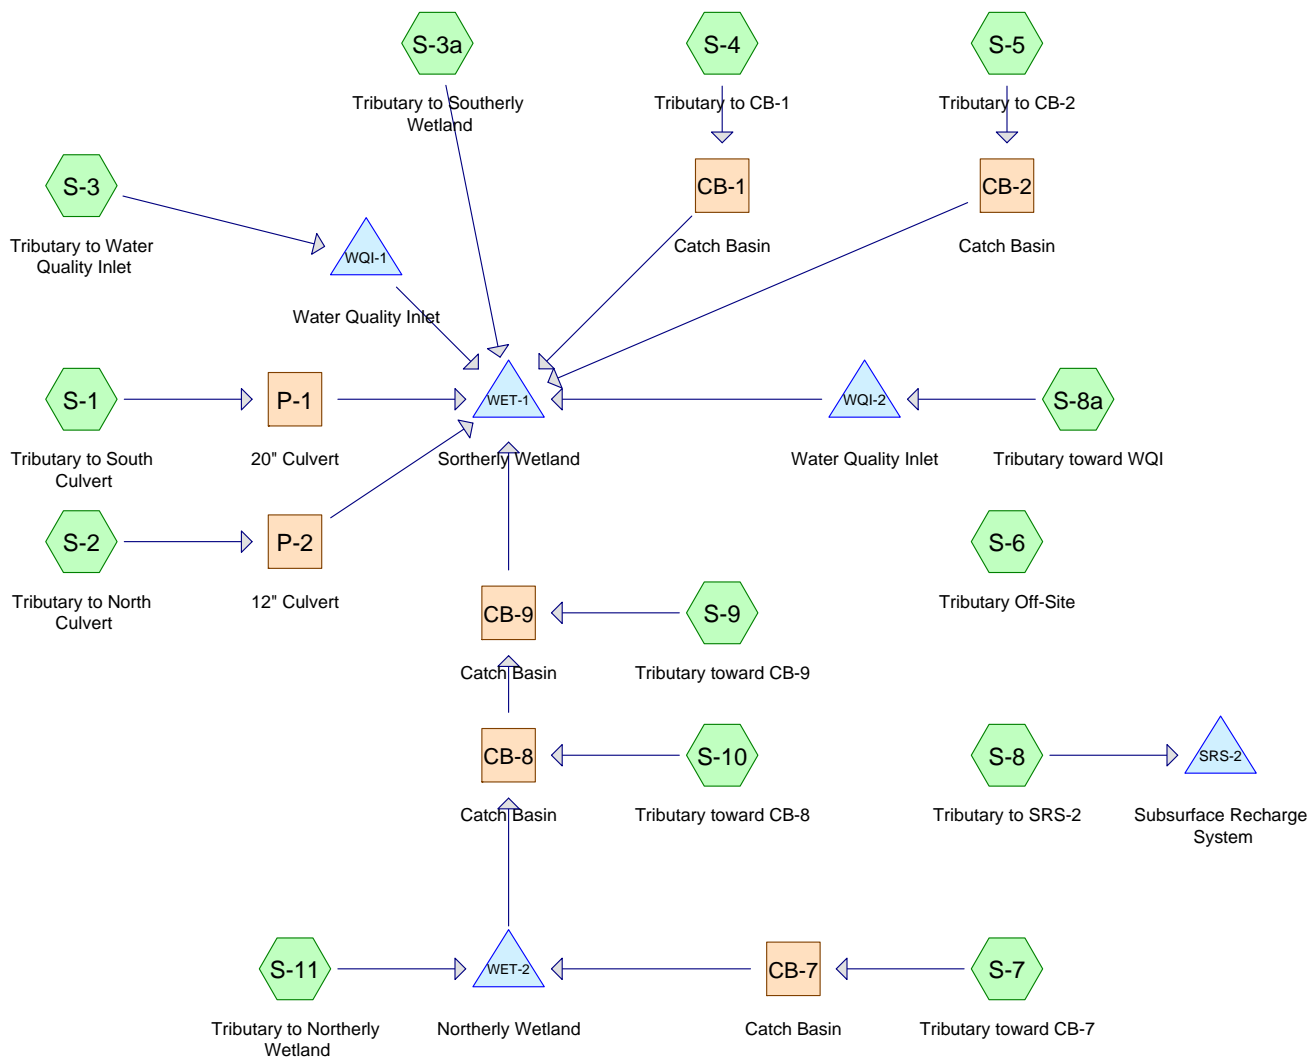 S-3a
Tributary to Southerly
Wetland
S-4
Tributary to CB-1
S-5
Tributary to CB-2
S-3
Tributary to Water
Quality Inlet
CB-1
Catch Basin
CB-2
Catch Basin
WQI-1
Water Quality Inlet
S-1
Tributary to South
Culvert
P-1
20" Culvert
WET-1
Sortherly Wetland
WQI-2
Water Quality Inlet
S-8a
Tributary toward WQI
S-2
Tributary to North
Culvert
P-2
12" Culvert
S-6
Tributary Off-Site
CB-9
Catch Basin
S-9
Tributary toward CB-9
CB-8
Catch Basin
S-10
Tributary toward CB-8
S-8
Tributary to SRS-2
SRS-2
Subsurface Recharge
System
S-11
Tributary to Northerly
Wetland
WET-2
Northerly Wetland
CB-7
Catch Basin
S-7
Tributary toward CB-7